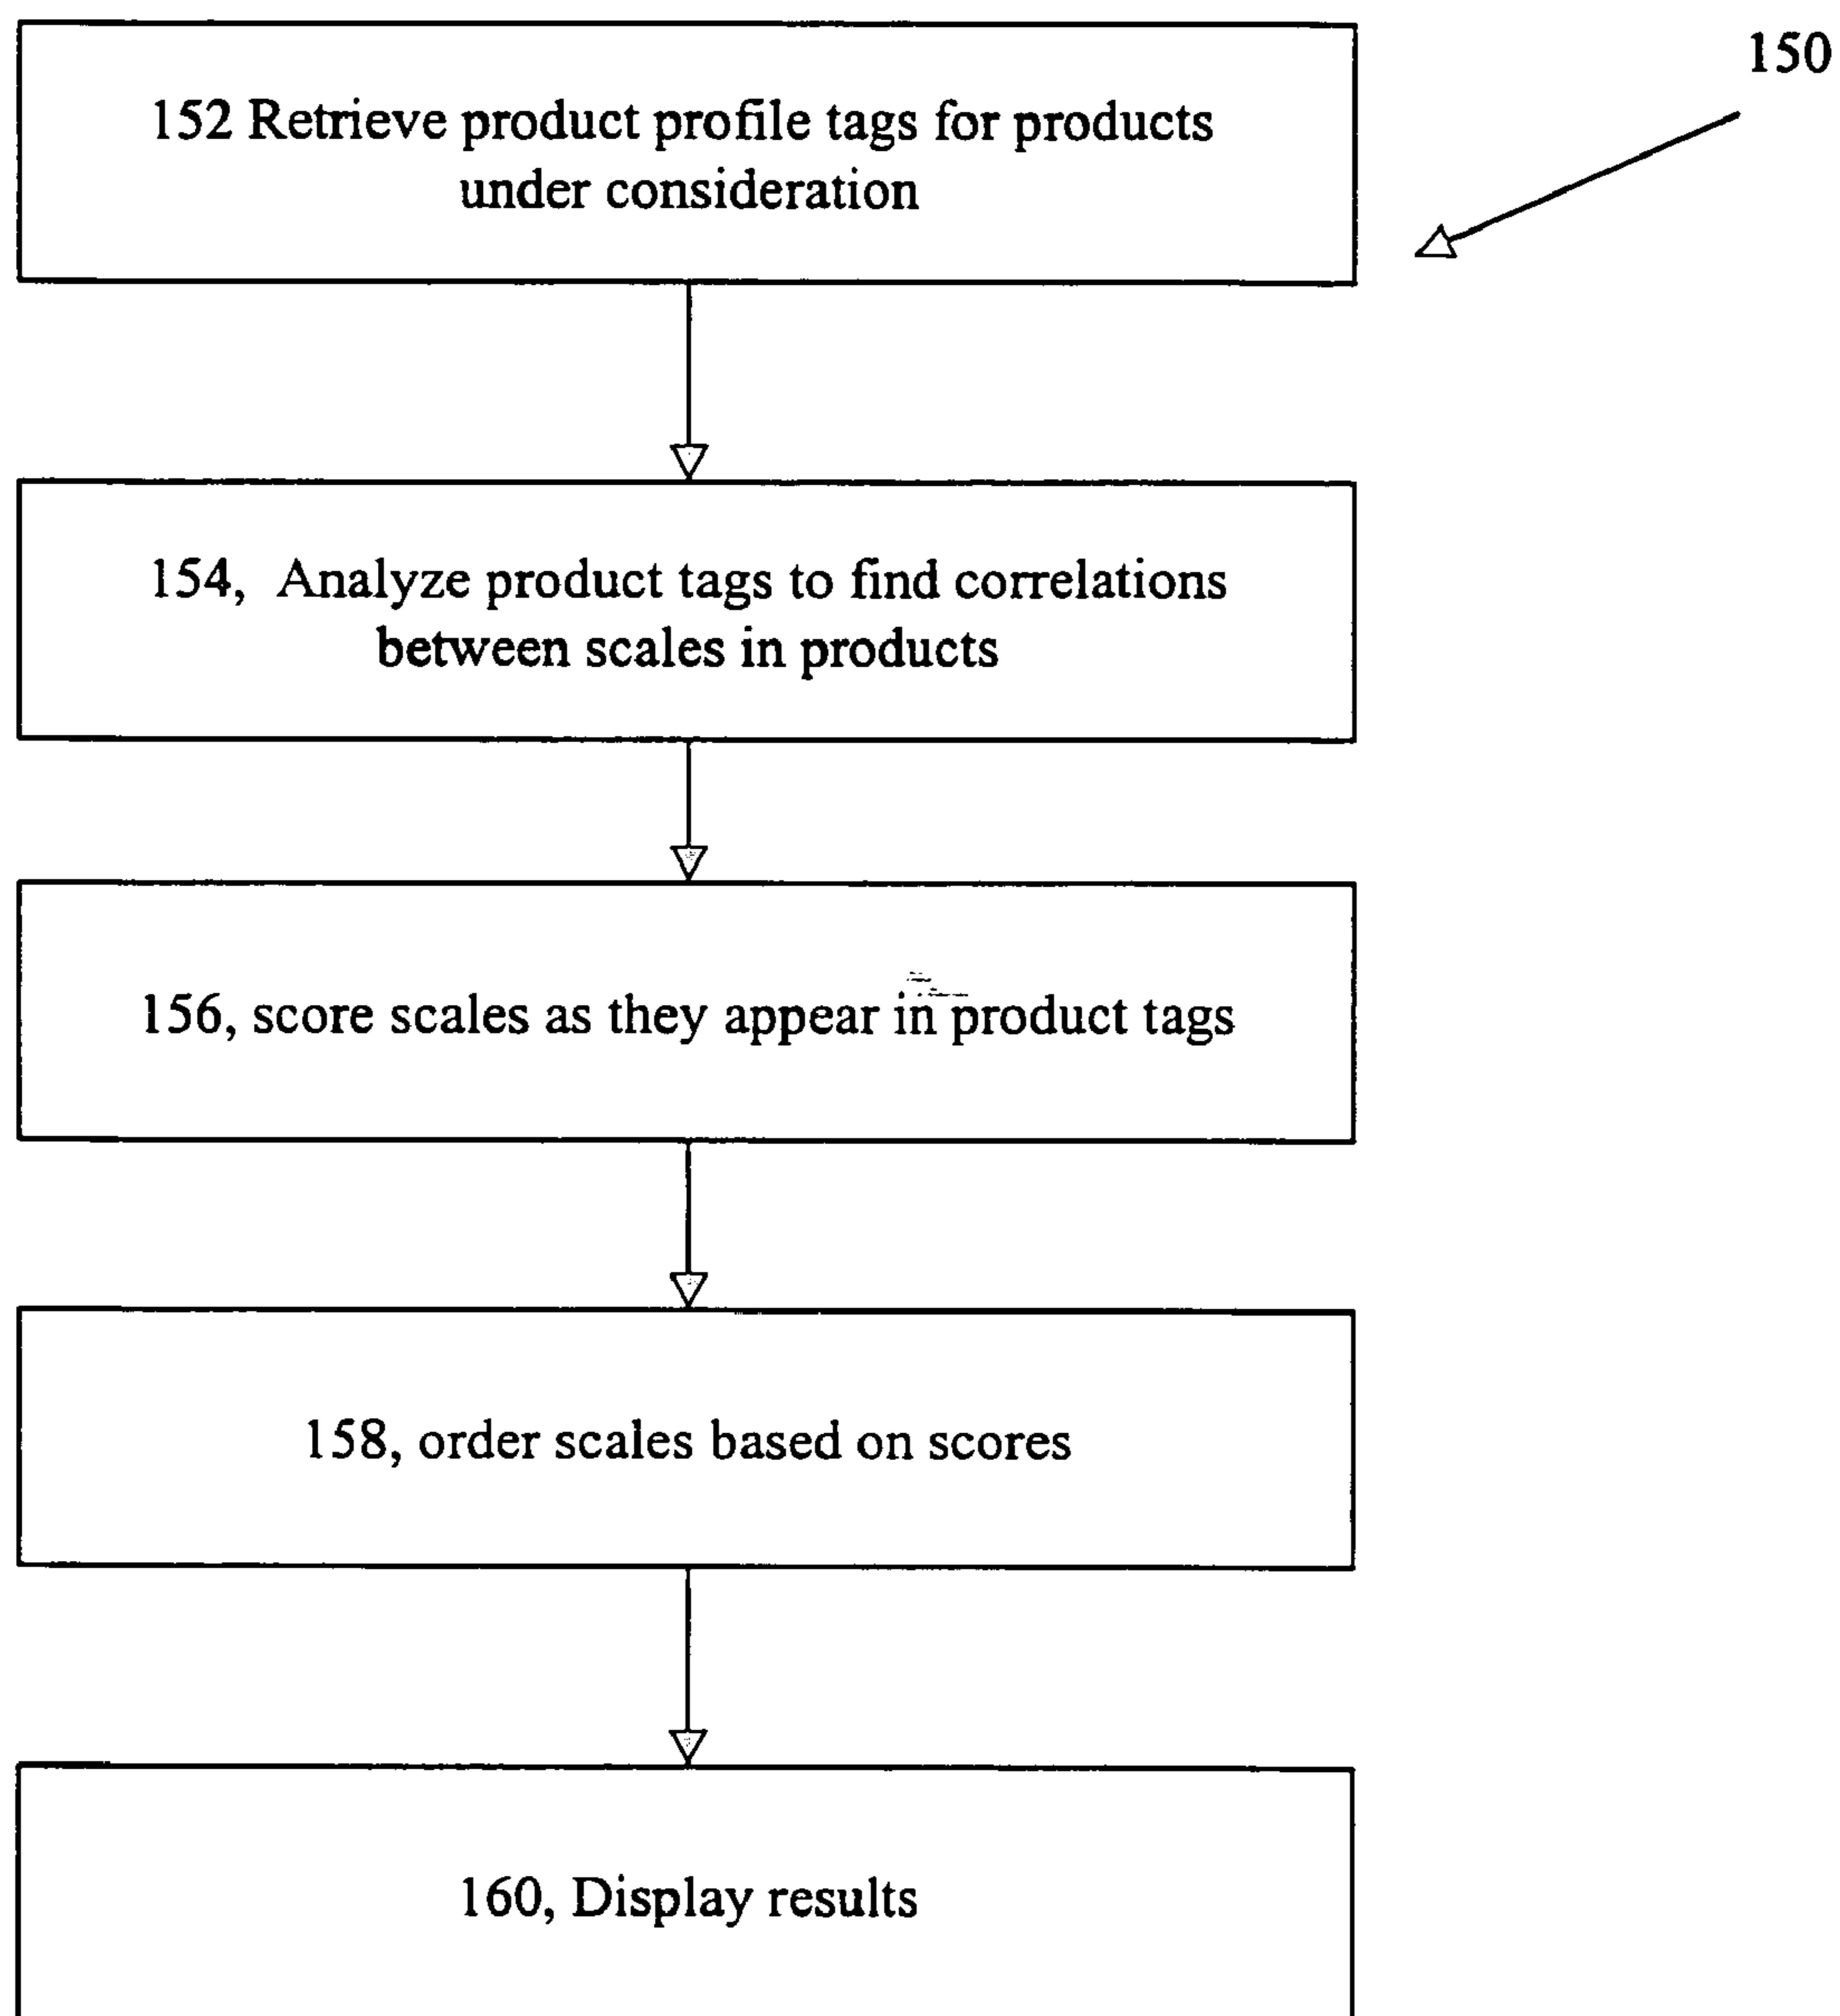 150
152 Retrieve product profile tags for products
under consideration
154, Analyze product tags to find correlations
between scales in products
156, score scales as they appear in product tags
158, order scales based on scores
160, Display results